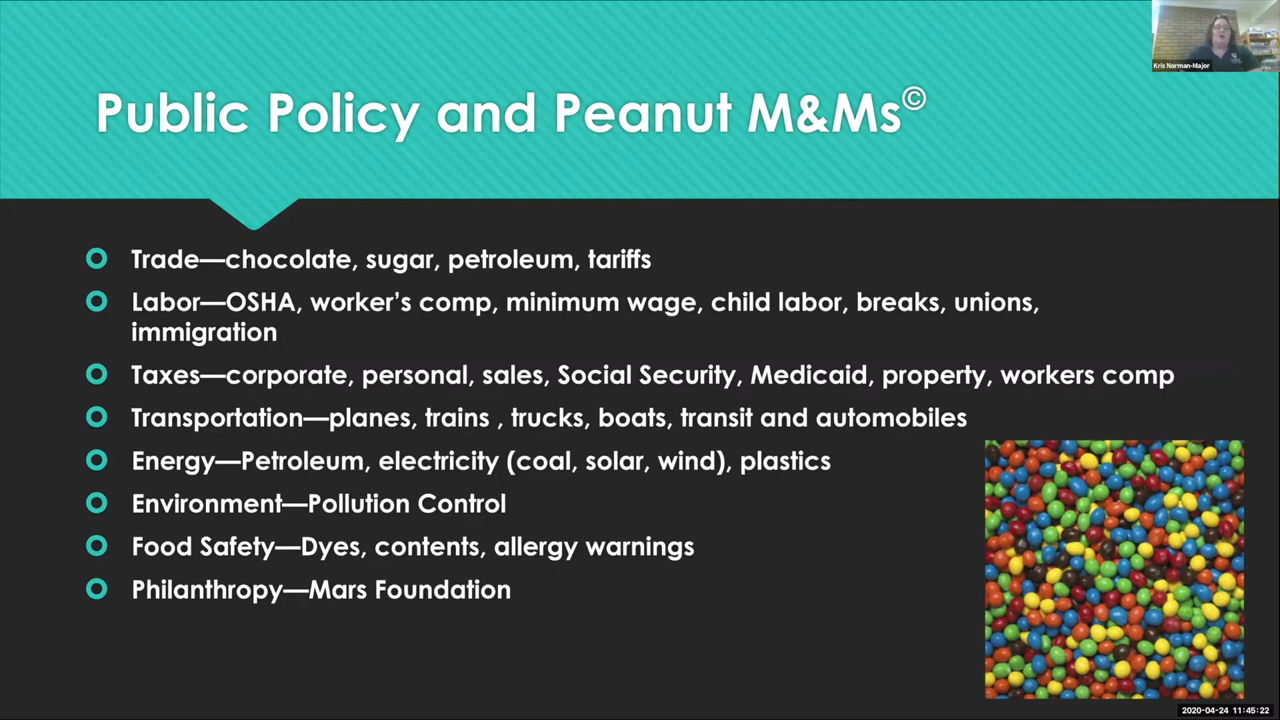 Kris Norman-Major
Public Policy and Peanut M&Ms©
Trade—chocolate, sugar, petroleum, tariffs
Labor—OSHA, worker's comp, minimum wage, child labor, breaks, unions,
immigration
Taxes—corporate, personal, sales, Social Security, Medicaid, property, workers comp
Transportation—planes, trains , trucks, boats, transit and automobiles
Energy—Petroleum, electricity (coal, solar, wind), plastics
Environment—Pollution Control
Food Safety—Dyes, contents, allergy warnings
Philanthropy—Mars Foundation
2020-04-24 11:45:22